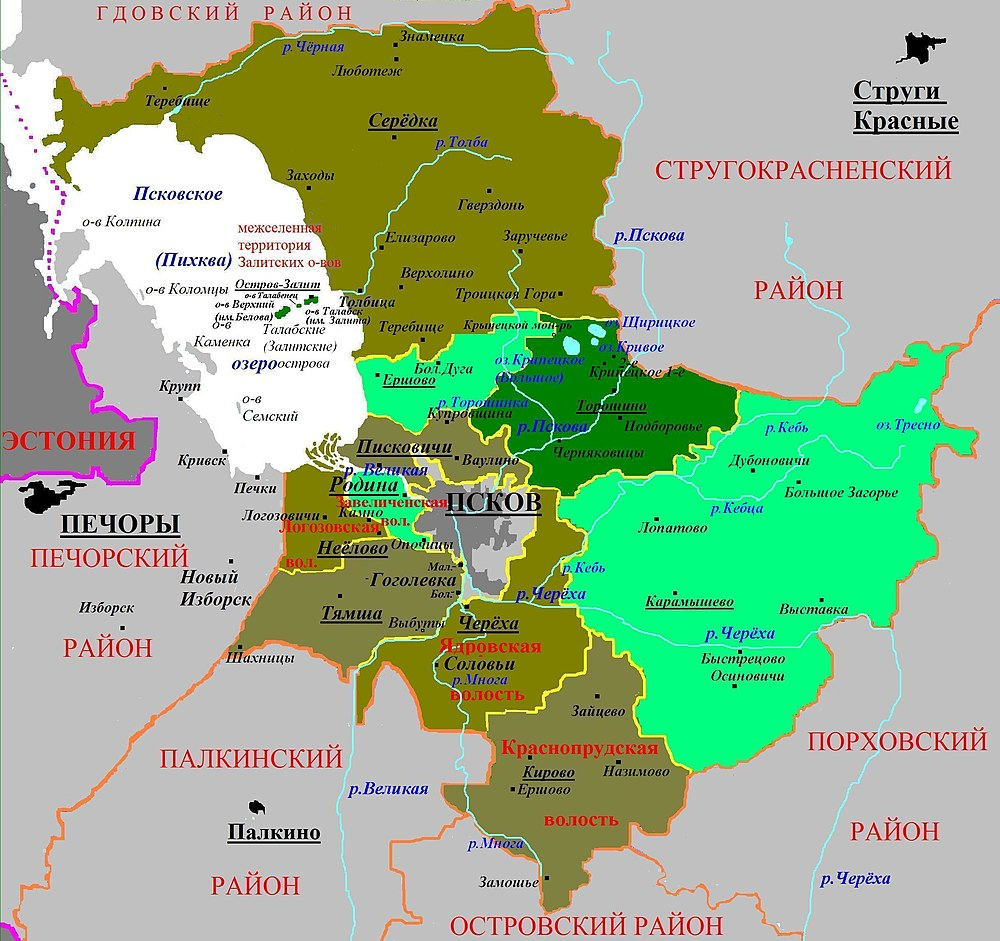 ГДОВСКИЙ РАЙОН
р.Чёрная
Знаменка
Люботеж
Теребаще
Струги
Красные
Серёдка
р.Толба
СТРУГОКРАСНЕНСКИЙ
Заходы
Псковское
Гверздонь
о-в Колпина
межселенная
территория
Залитских о-вов
Елизарово
Заручевье
р.Пскова
(Пихква)
Верхолино
о-в Коломцы
Остров-Залит
о-в Талабенец
о-в Верхний
(им.Белова)
о-в Талабск
(им. Залита)
Толбица
Троицкая Гора
РАЙОН
о-в
Каменка
Талабские
(Залитские)
острова
Теребище
Крыпецкой мон-рь
оз.Щирицкое
оз.Кривое
озеро
Бол.Дуга
Ершово
оз.Крипецкое
(Большое)
Крипецкое 1-е
Крупп
о-в
Семский
р.Торошинка
Купровщина
Торошино
р.Пскова
Подборовье
р.Кебь
оз.Тресно
ЭСТОНИЯ
Писковичи
Черняковицы
Кривск
Ваулино
Дубоновичи
р. Великая
Печки
Родина
ПСКОВ
Большое Загорье
Завеличенская
вол.
р.Кебца
ПЕЧОРЫ
Логозовичи
Камно
Логозовская
вол.
Лопатово
ПЕЧОРСКИЙ
Неёлово
Опочицы
Новый
Изборск
Мал.-
Гоголевка
Бол.-
р.Кебь
р.Черёха
Изборск
Тямша
Выбуты
Черёха
Карамышево
Выставка
РАЙОН
р.Черёха
Шахницы
Ядровская
Соловьи
р.Многа
волость
Быстрецово
Осиновичи
Зайцево
ПАЛКИНСКИЙ
Краснопрудская
ПОРХОВСКИЙ
Кирово
Назимово
р.Великая
Ершово
Палкино
волость
РАЙОН
р.Многа
РАЙОН
Замошье
р.Черёха
ОСТРОВСКИЙ РАЙОН